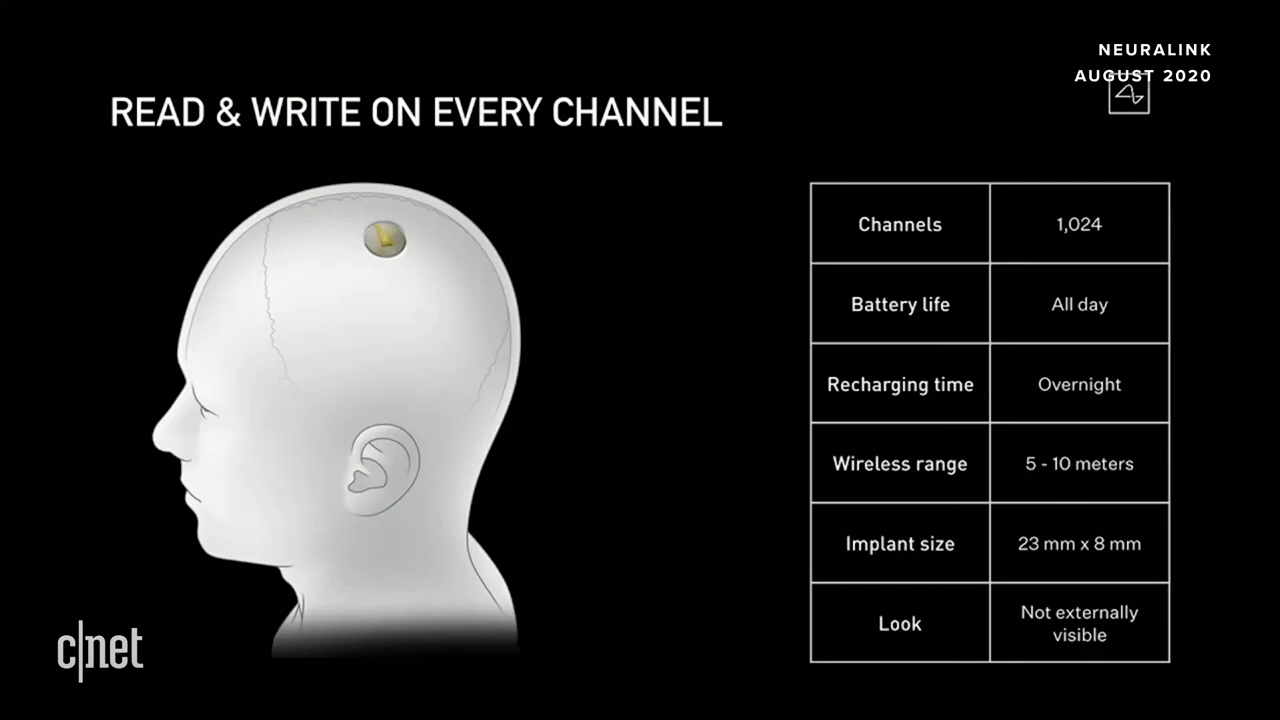 NEURALINK
AUGUST 2020
READ & WRITE ON EVERY CHANNEL
Channels 1,024
Battery life All day
Recharging time Overnight
Wireless range 5 - 10 meters
Implant size 23 mm x 8 mm
Look Not externally
visible
c|net